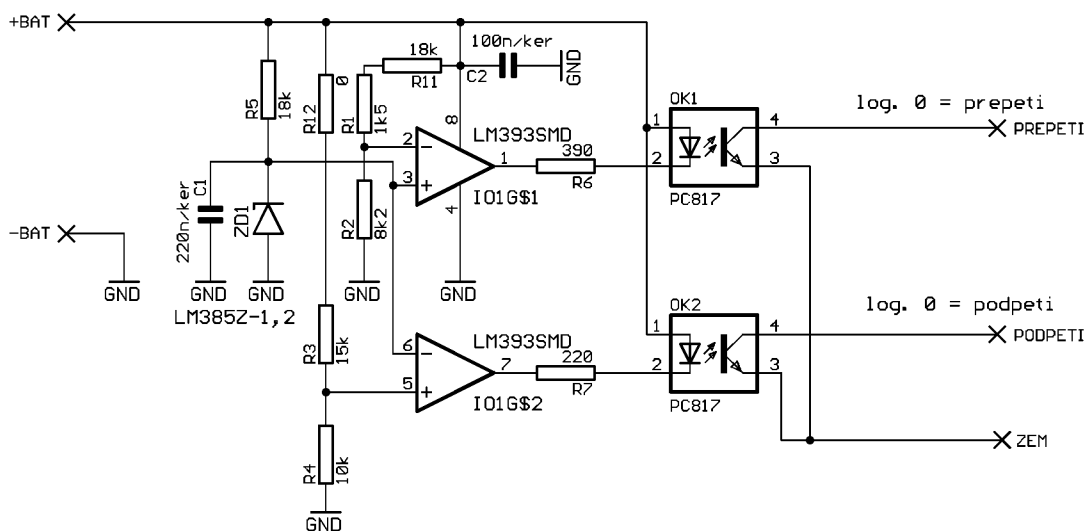 +BAT
-BAT
R5
18k
R12
0
R1
1k5
18k
R11
100n/ker
C2
GND
8
2
3
LM393SMD
1
4
IO1G$1
390
R6
OK1
1
2
4
3
PC817
log. 0 = prepeti
PREPETI
220n/ker
C1
ZD1
R2
8k2
GND
GND
GND
GND
GND
LM385Z-1,2
R3
15k
6
5
LM393SMD
7
IO1G$2
220
R7
OK2
1
2
4
3
PC817
log. 0 = podpeti
PODPETI
ZEM
R4
10k
GND